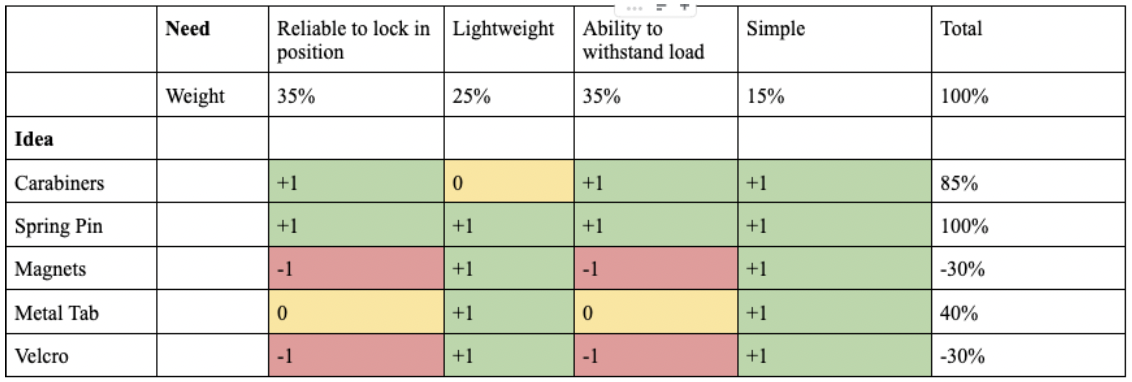 Need Reliable to lock in position Lightweight Ability to withstand load Simple Total
Weight 35% 25% 35% 15% 100%
Idea
Carabiners +1 0 +1 +1 85%
Spring Pin +1 +1 +1 +1 100%
Magnets -1 +1 -1 +1 -30%
Metal Tab 0 +1 0 +1 40%
Velcro -1 +1 -1 +1 -30%